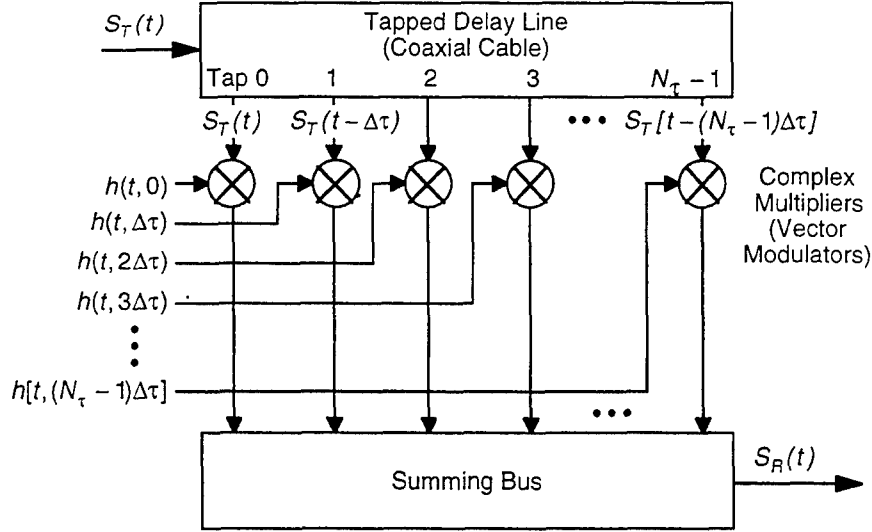 S_T(t)
Tapped Delay Line
(Coaxial Cable)
Tap 0 1 2 3 N_τ − 1
S_T(t) S_T(t−Δτ) ••• S_T[t−(N_τ−1)Δτ]
h(t,0)
h(t,Δτ)
h(t,2Δτ)
h(t,3Δτ)
h[t,(N_τ−1)Δτ]
Complex
Multipliers
(Vector
Modulators)
•••
Summing Bus
S_R(t)